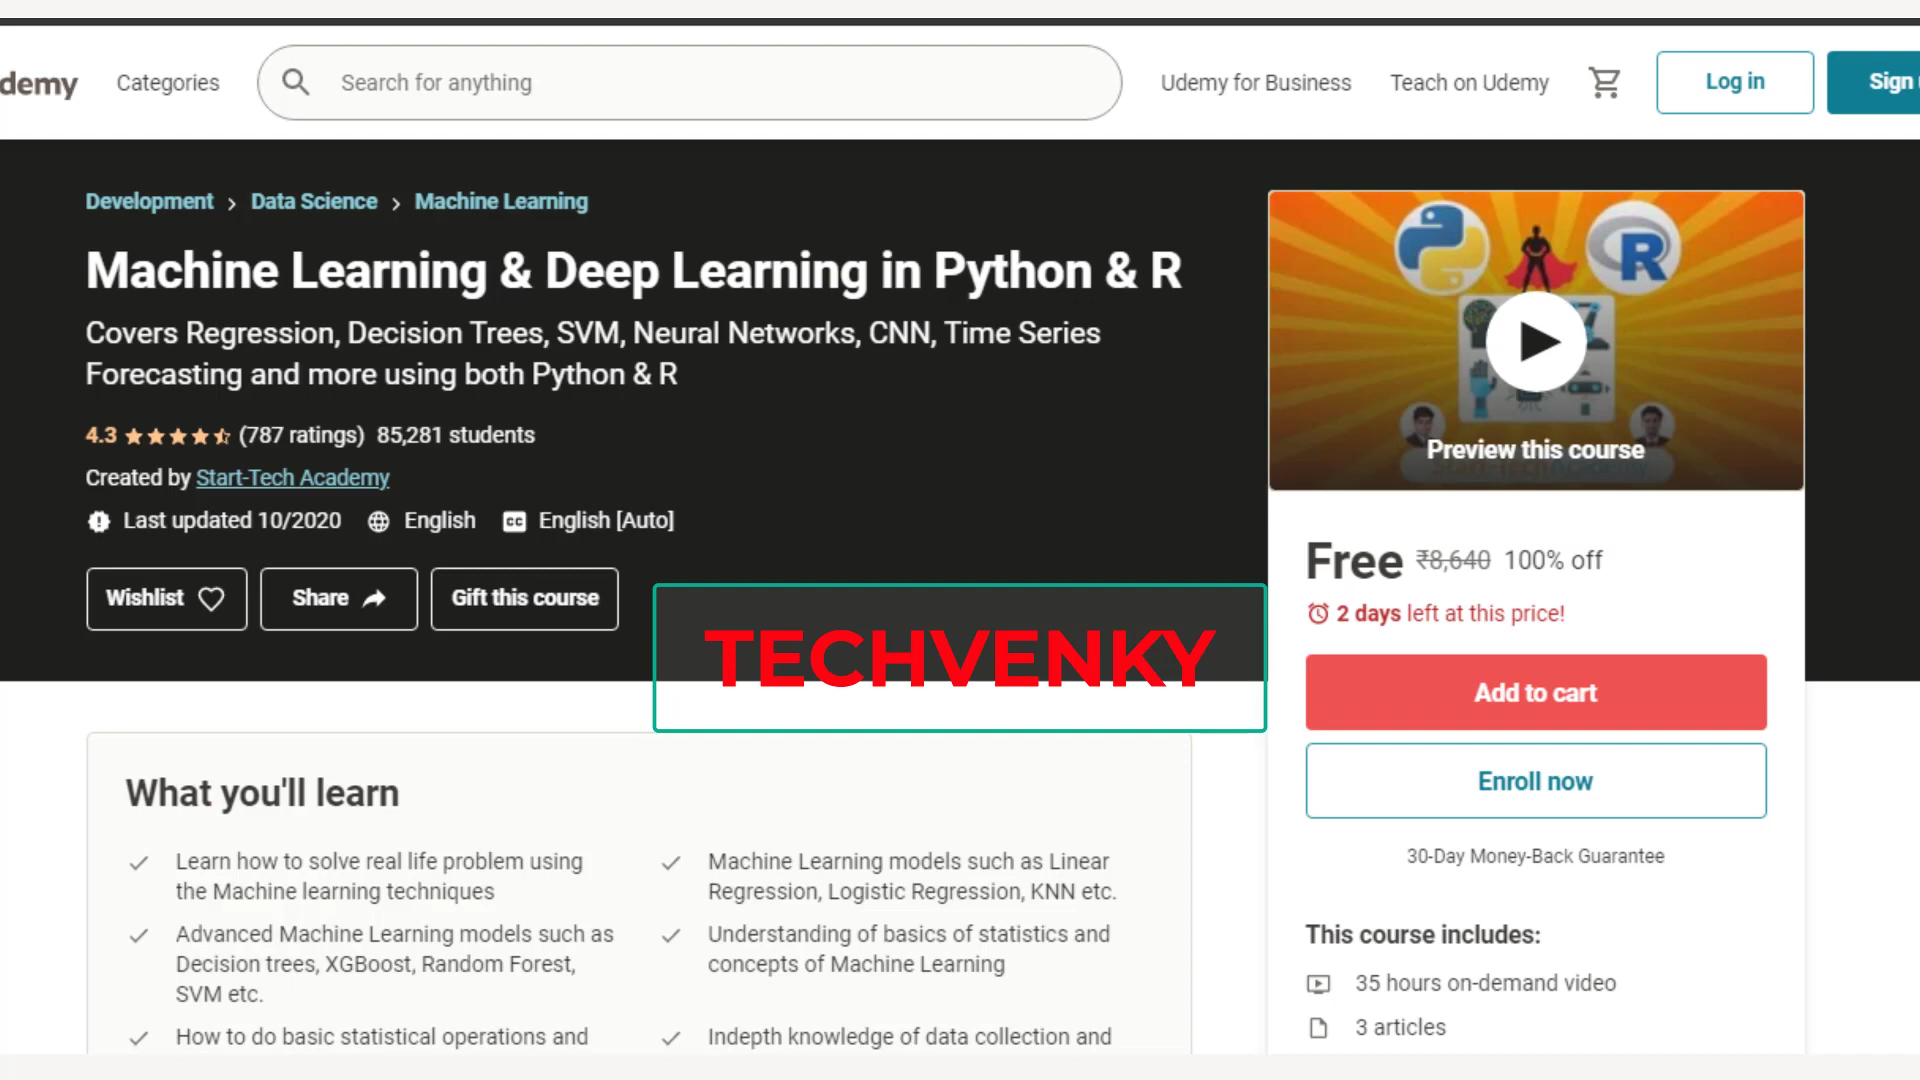 demy
Categories
Search for anything
Udemy for Business
Teach on Udemy
Log in
Sign
Development > Data Science > Machine Learning
Machine Learning & Deep Learning in Python & R
Covers Regression, Decision Trees, SVM, Neural Networks, CNN, Time Series
Forecasting and more using both Python & R
4.3 (787 ratings) 85,281 students
Created by Start-Tech Academy
Last updated 10/2020 English CC English [Auto]
Wishlist
Share
Gift this course
TECHVENKY
R
Preview this course
Free ₹8,640 100% off
2 days left at this price!
Add to cart
Enroll now
30-Day Money-Back Guarantee
This course includes:
35 hours on-demand video
3 articles
What you'll learn
Learn how to solve real life problem using
the Machine learning techniques
Advanced Machine Learning models such as
Decision trees, XGBoost, Random Forest,
SVM etc.
How to do basic statistical operations and
Machine Learning models such as Linear
Regression, Logistic Regression, KNN etc.
Understanding of basics of statistics and
concepts of Machine Learning
Indepth knowledge of data collection and